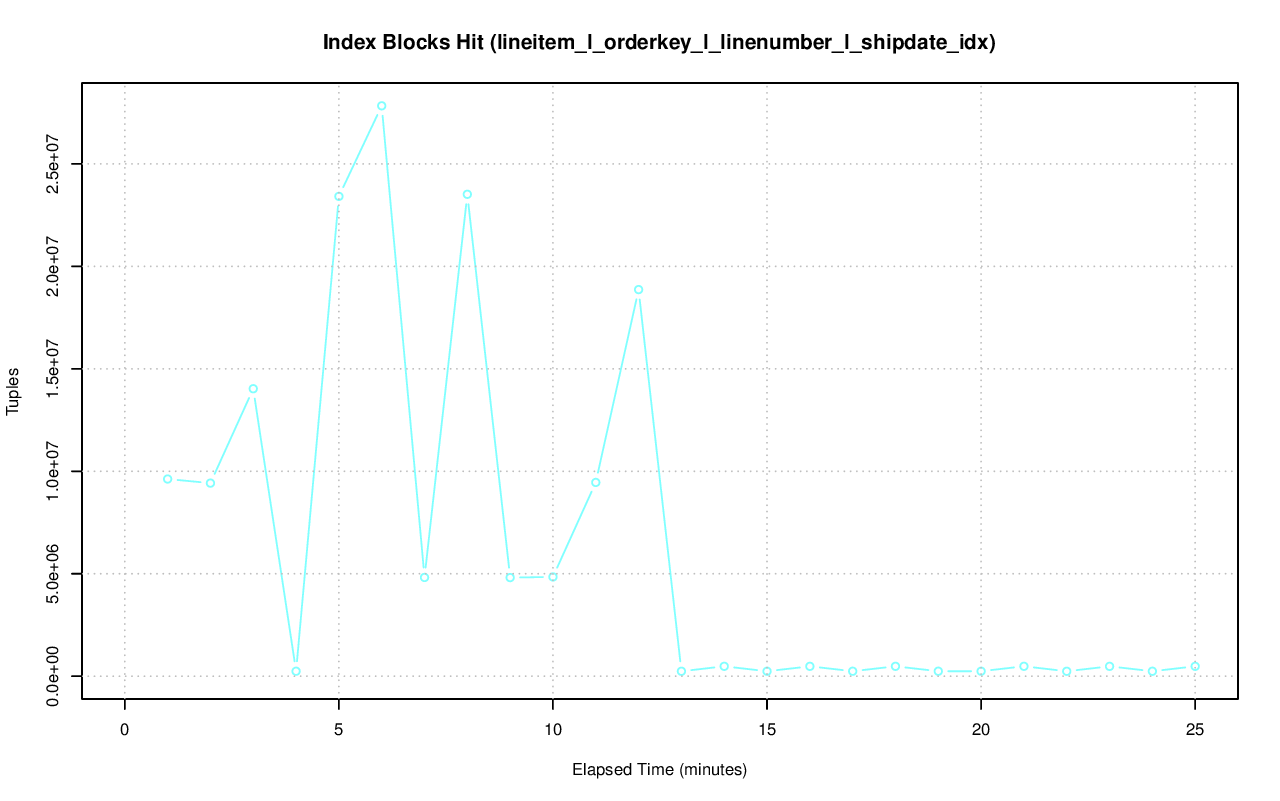 Index Blocks Hit (lineitem_l_orderkey_l_linenumber_l_shipdate_idx)
Tuples
2.5e+07
2.0e+07
1.5e+07
1.0e+07
5.0e+06
0.0e+00
0 5 10 15 20 25
Elapsed Time (minutes)